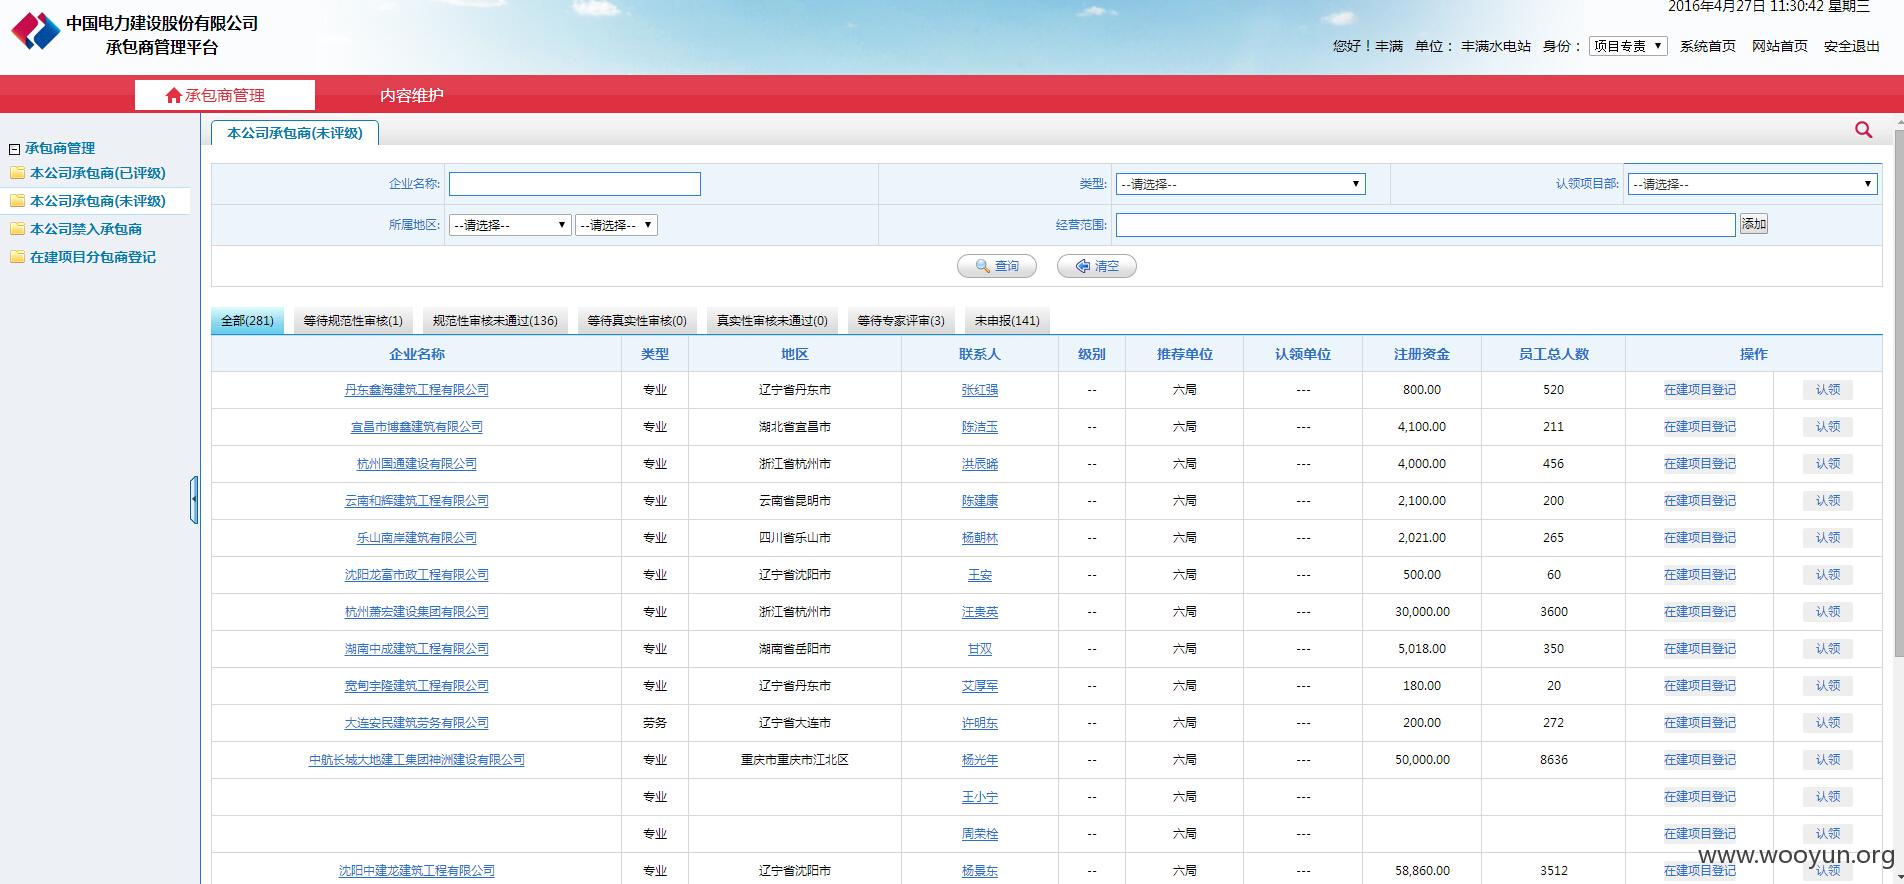 2016年4月27日 11:30:42 星期三
中国电力建设股份有限公司
承包商管理平台
您好！丰满 单位： 丰满水电站 身份： 项目专责 系统首页 网站首页 安全退出
承包商管理 内容维护
承包商管理
本公司承包商(已评级)
本公司承包商(未评级)
本公司禁入承包商
在建项目分包商登记
本公司承包商(未评级)
企业名称: 类型: --请选择-- 认领项目部: --请选择--
所属地区: --请选择-- --请选择-- 经营范围: 添加
查询 清空
全部(281) 等待规范性审核(1) 规范性审核未通过(136) 等待真实性审核(0) 真实性审核未通过(0) 等待专家评审(3) 未申报(141)
企业名称 类型 地区 联系人 级别 推荐单位 认领单位 注册资金 员工总人数 操作
丹东鑫海建筑工程有限公司 专业 辽宁省丹东市 张红强 -- 六局 --- 800.00 520 在建项目登记 认领
宜昌市博鑫建筑有限公司 专业 湖北省宜昌市 陈洁玉 -- 六局 --- 4,100.00 211 在建项目登记 认领
杭州国通建设有限公司 专业 浙江省杭州市 洪辰晞 -- 六局 --- 4,000.00 456 在建项目登记 认领
云南和辉建筑工程有限公司 专业 云南省昆明市 陈建康 -- 六局 --- 2,100.00 200 在建项目登记 认领
乐山南岸建筑有限公司 专业 四川省乐山市 杨朝林 -- 六局 --- 2,021.00 265 在建项目登记 认领
沈阳龙富市政工程有限公司 专业 辽宁省沈阳市 王安 -- 六局 --- 500.00 60 在建项目登记 认领
杭州萧宏建设集团有限公司 专业 浙江省杭州市 汪贵英 -- 六局 --- 30,000.00 3600 在建项目登记 认领
湖南中成建筑工程有限公司 专业 湖南省岳阳市 甘双 -- 六局 --- 5,018.00 350 在建项目登记 认领
宽甸宇隆建筑工程有限公司 专业 辽宁省丹东市 艾厚军 -- 六局 --- 180.00 20 在建项目登记 认领
大连安民建筑劳务有限公司 劳务 辽宁省大连市 许明东 -- 六局 --- 200.00 272 在建项目登记 认领
中航长城大地建工集团神洲建设有限公司 专业 重庆市重庆市江北区 杨光年 -- 六局 --- 50,000.00 8636 在建项目登记 认领
专业 王小宁 -- 六局 --- 在建项目登记 认领
专业 周荣栓 -- 六局 --- 在建项目登记 认领
沈阳中建龙建筑工程有限公司 专业 辽宁省沈阳市 杨景东 -- 六局 --- 58,860.00 3512 在建项目登记 认领
www.wooyun.org